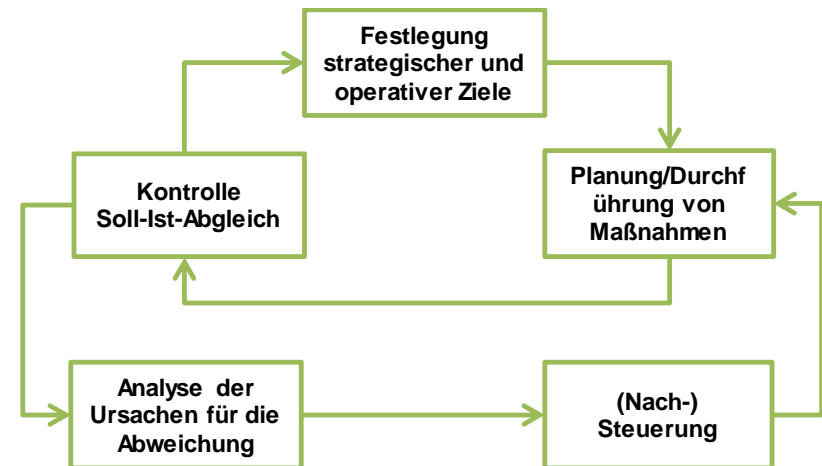 Festlegung
strategischer und
operativer Ziele
Kontrolle
Soll-Ist-Abgleich
Planung/Durchf
ührung von
Maßnahmen
Analyse der
Ursachen für die
Abweichung
(Nach-)
Steuerung